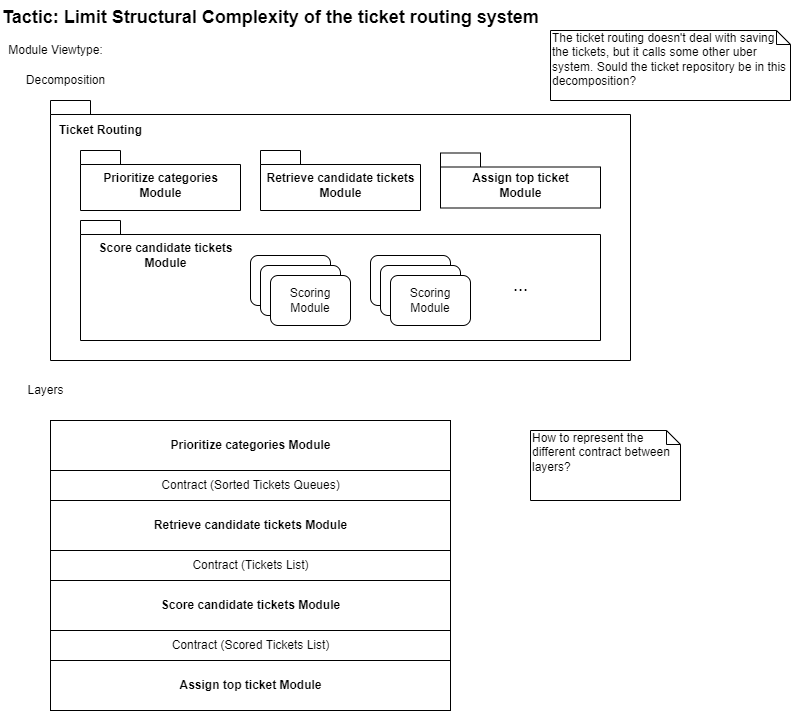 Tactic: Limit Structural Complexity of the ticket routing system
Module Viewtype:
The ticket routing doesn't deal with saving
the tickets, but it calls some other uber
system. Sould the ticket repository be in this
decomposition?
Decomposition
Ticket Routing
Prioritize categories
Module
Retrieve candidate tickets
Module
Assign top ticket
Module
Score candidate tickets
Module
Scoring
Module
Scoring
Module
...
Layers
Prioritize categories Module
Contract (Sorted Tickets Queues)
Retrieve candidate tickets Module
Contract (Tickets List)
Score candidate tickets Module
Contract (Scored Tickets List)
Assign top ticket Module
How to represent the
different contract between
layers?